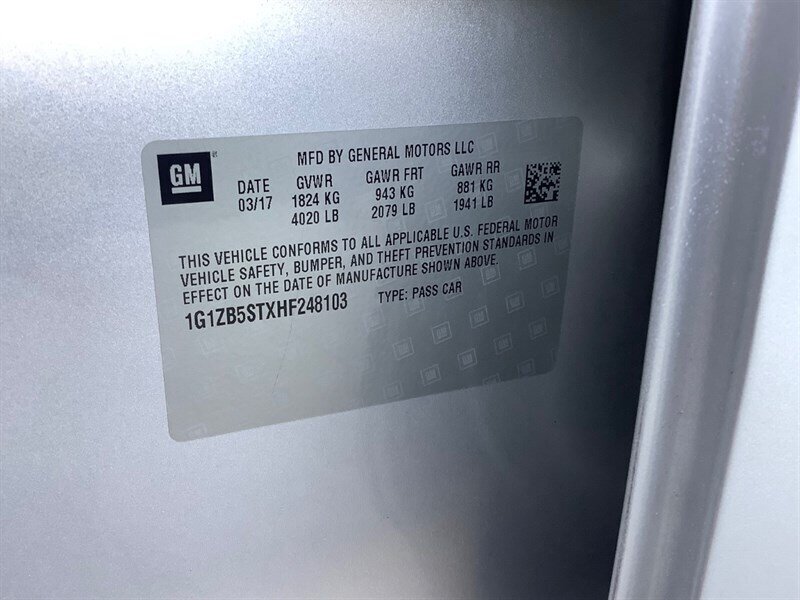 GM
MFD BY GENERAL MOTORS LLC
DATE GVWR GAWR FRT GAWR RR
03/17 1824 KG 943 KG 881 KG
4020 LB 2079 LB 1941 LB
THIS VEHICLE CONFORMS TO ALL APPLICABLE U.S. FEDERAL MOTOR
VEHICLE SAFETY, BUMPER, AND THEFT PREVENTION STANDARDS IN
EFFECT ON THE DATE OF MANUFACTURE SHOWN ABOVE.
1G1ZB5STXHF248103 TYPE: PASS CAR